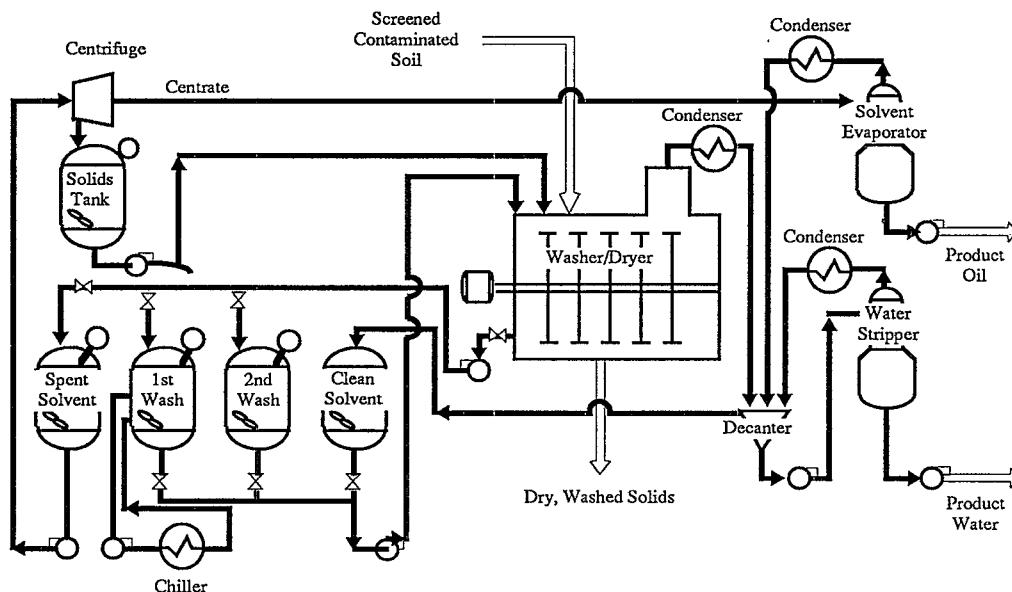 Screened
Contaminated
Soil
Condenser
Centrifuge
Centrate
Condenser
Solvent
Evaporator
Solids
Tank
Washer/Dryer
Condenser
Product
Oil
Water
Stripper
Spent
Solvent
1st
Wash
2nd
Wash
Clean
Solvent
Decanter
Dry, Washed Solids
Product
Water
Chiller